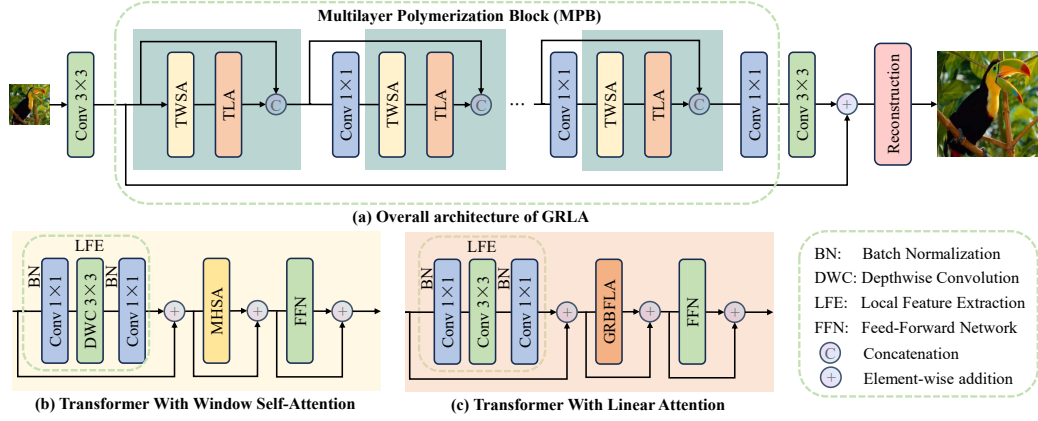 Multilayer Polymerization Block (MPB)
Conv 3×3
TWSA
TLA
C
Conv 1×1
TWSA
TLA
C
...
Conv 1×1
TWSA
TLA
C
Conv 1×1
Conv 3×3
+
Reconstruction
(a) Overall architecture of GRLA
LFE
BN
Conv 1×1
DWC 3×3
BN
Conv 1×1
+
MHSA
+
FFN
+
(b) Transformer With Window Self-Attention
LFE
BN
Conv 1×1
Conv 3×3
BN
Conv 1×1
+
GRBFLA
+
FFN
+
(c) Transformer With Linear Attention
BN: Batch Normalization
DWC: Depthwise Convolution
LFE: Local Feature Extraction
FFN: Feed-Forward Network
C Concatenation
+ Element-wise addition